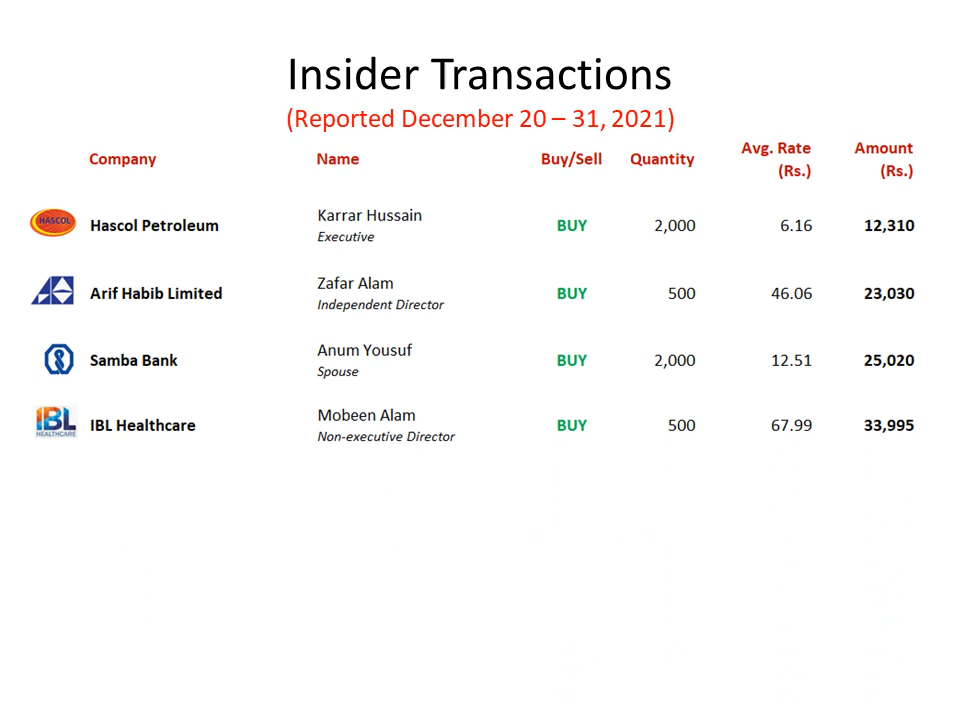 Insider Transactions
(Reported December 20 – 31, 2021)
Company Name Buy/Sell Quantity Avg. Rate (Rs.) Amount (Rs.)
HASCOL Hascol Petroleum Karrar Hussain BUY 2,000 6.16 12,310
Executive
Arif Habib Limited Zafar Alam BUY 500 46.06 23,030
Independent Director
Samba Bank Anum Yousuf BUY 2,000 12.51 25,020
Spouse
IBL HEALTHCARE IBL Healthcare Mobeen Alam BUY 500 67.99 33,995
Non-executive Director